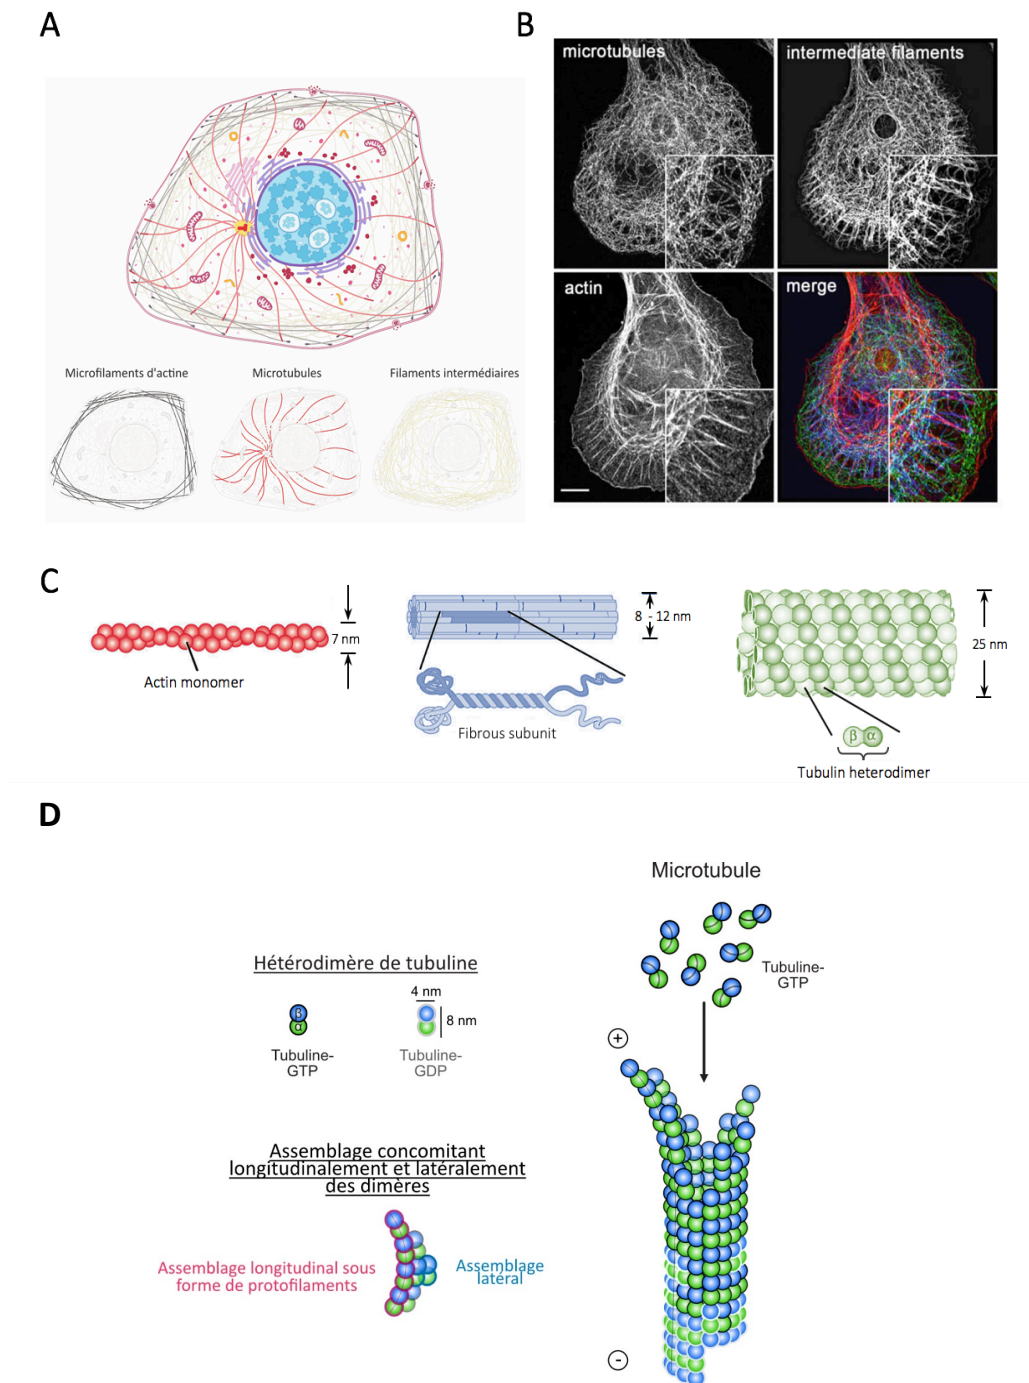 A
B
microtubules
intermediate filaments
actin
merge
Microfilaments d'actine
Microtubules
Filaments intermédiaires
C
7 nm
Actin monomer
8 - 12 nm
Fibrous subunit
25 nm
β α
Tubulin heterodimer
D
Microtubule
Tubuline-
GTP
Hétérodimère de tubuline
β
α
Tubuline-
GTP
4 nm
8 nm
Tubuline-
GDP
+
Assemblage concomitant
longitudinalement et latéralement
des dimères
Assemblage longitudinal sous
forme de protofilaments
Assemblage
latéral
-